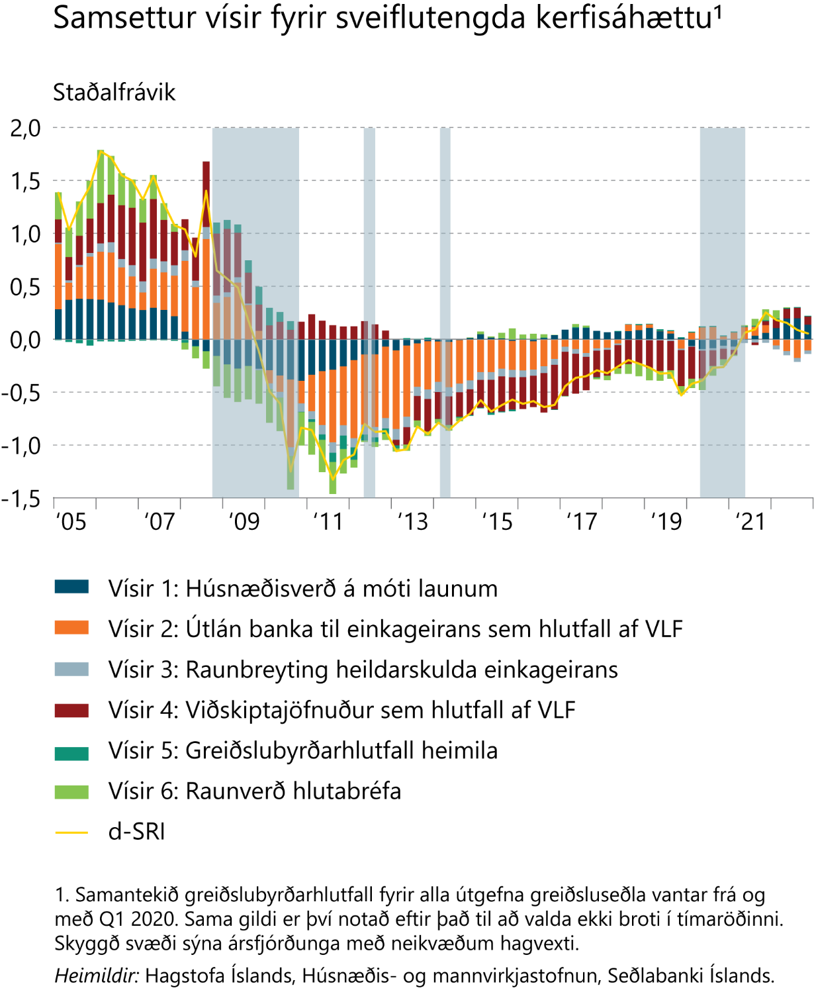 Samsettur vísir fyrir sveiflutengda kerfisáhættu¹
Staðalfrávik
2,0
1,5
1,0
0,5
0,0
-0,5
-1,0
-1,5
‘05 ‘07 ‘09 ‘11 ‘13 ‘15 ‘17 ‘19 ‘21
Vísir 1: Húsnæðisverð á móti launum
Vísir 2: Útlán banka til einkageirans sem hlutfall af VLF
Vísir 3: Raunbreyting heildarskulda einkageirans
Vísir 4: Viðskiptajöfnuður sem hlutfall af VLF
Vísir 5: Greiðslubyrðarhlutfall heimila
Vísir 6: Raunverð hlutabréfa
d-SRI
1. Samantekið greiðslubyrðarhlutfall fyrir alla útgefna greiðsluseðla vantar frá og
með Q1 2020. Sama gildi er því notað eftir það til að valda ekki broti í tímaröðinni.
Skyggð svæði sýna ársfjórðunga með neikvæðum hagvexti.
Heimildir: Hagstofa Íslands, Húsnæðis- og mannvirkjastofnun, Seðlabanki Íslands.